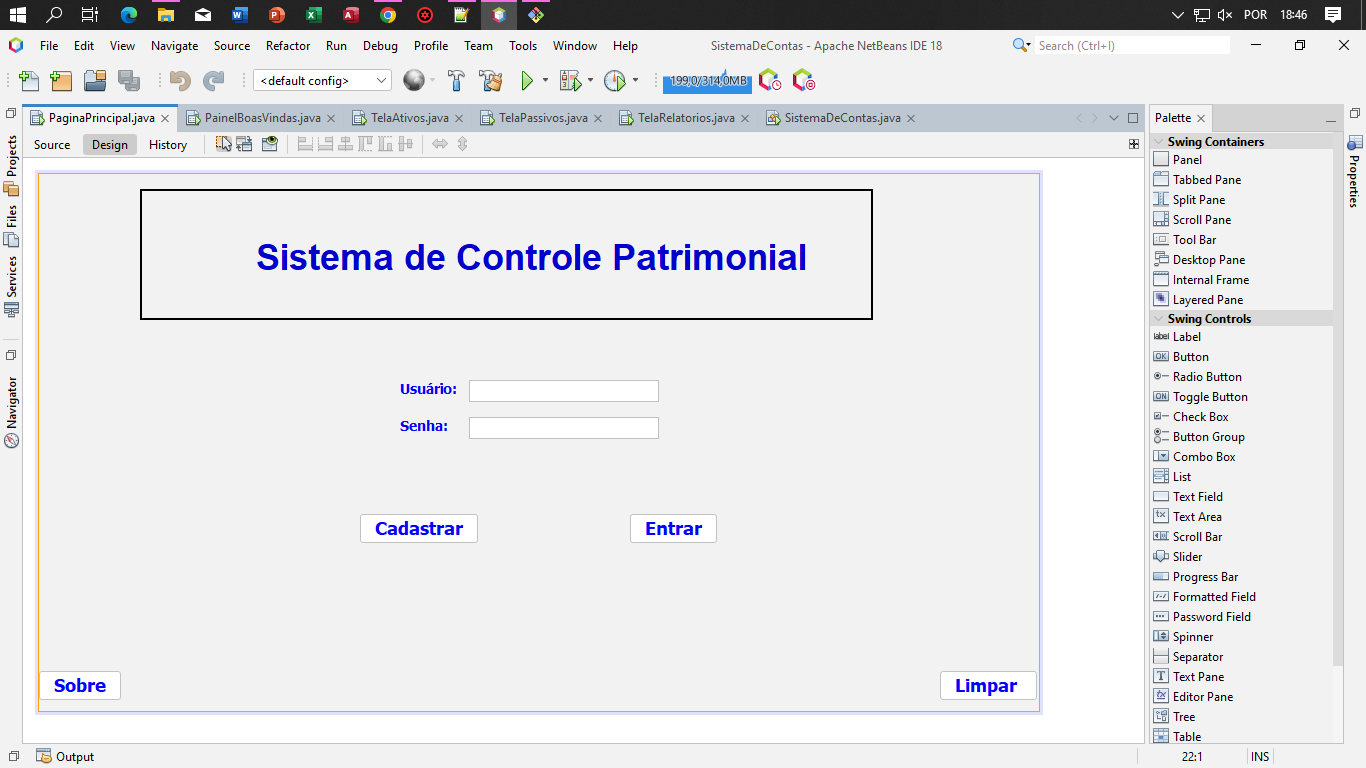 POR 18:46
File Edit View Navigate Source Refactor Run Debug Profile Team Tools Window Help SistemaDeContas - Apache NetBeans IDE 18 Search (Ctrl+I)
<default config> 199,0/314,0MB
PaginaPrincipal.java PainelBoasVindas.java TelaAtivos.java TelaPassivos.java TelaRelatorios.java SistemaDeContas.java
Source Design History
Projects
Files
Services
Navigator
Sistema de Controle Patrimonial
Usuário:
Senha:
Cadastrar Entrar
Sobre Limpar
Palette
Swing Containers
Panel
Tabbed Pane
Split Pane
Scroll Pane
Tool Bar
Desktop Pane
Internal Frame
Layered Pane
Swing Controls
label Label
OK Button
Radio Button
ON Toggle Button
Check Box
Button Group
Combo Box
List
Text Field
Text Area
Scroll Bar
Slider
Progress Bar
Formatted Field
Password Field
Spinner
Separator
Text Pane
Editor Pane
Tree
Table
Properties
Output
22:1 INS